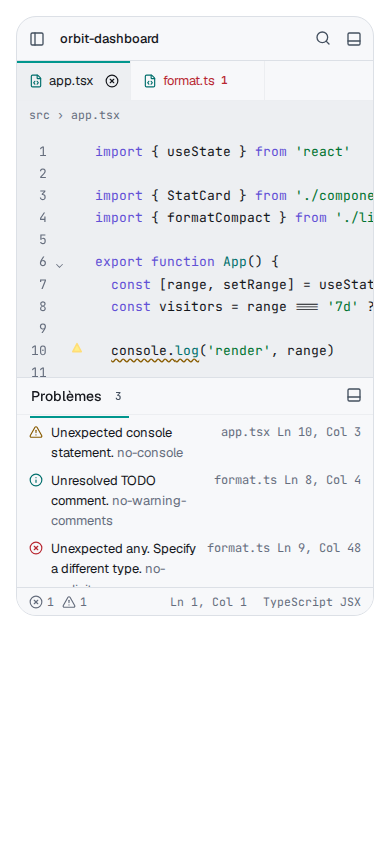 orbit-dashboard
app.tsx
format.ts 1
src › app.tsx
1 import { useState } from 'react'
2
3 import { StatCard } from './compone
4 import { formatCompact } from './li
5
6 export function App() {
7 const [range, setRange] = useStat
8 const visitors = range === '7d' ?
9
10 console.log('render', range)
11
Problèmes 3
Unexpected console app.tsx Ln 10, Col 3
statement. no-console
Unresolved TODO format.ts Ln 8, Col 4
comment. no-warning-
comments
Unexpected any. Specify format.ts Ln 9, Col 48
a different type. no-
1 1 Ln 1, Col 1 TypeScript JSX